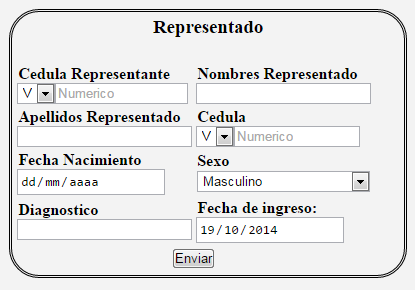 Representado
Cedula Representante Nombres Representado
V Numerico
Apellidos Representado Cedula
V Numerico
Fecha Nacimiento Sexo
dd/mm/aaaa Masculino
Diagnostico Fecha de ingreso:
19/10/2014
Enviar